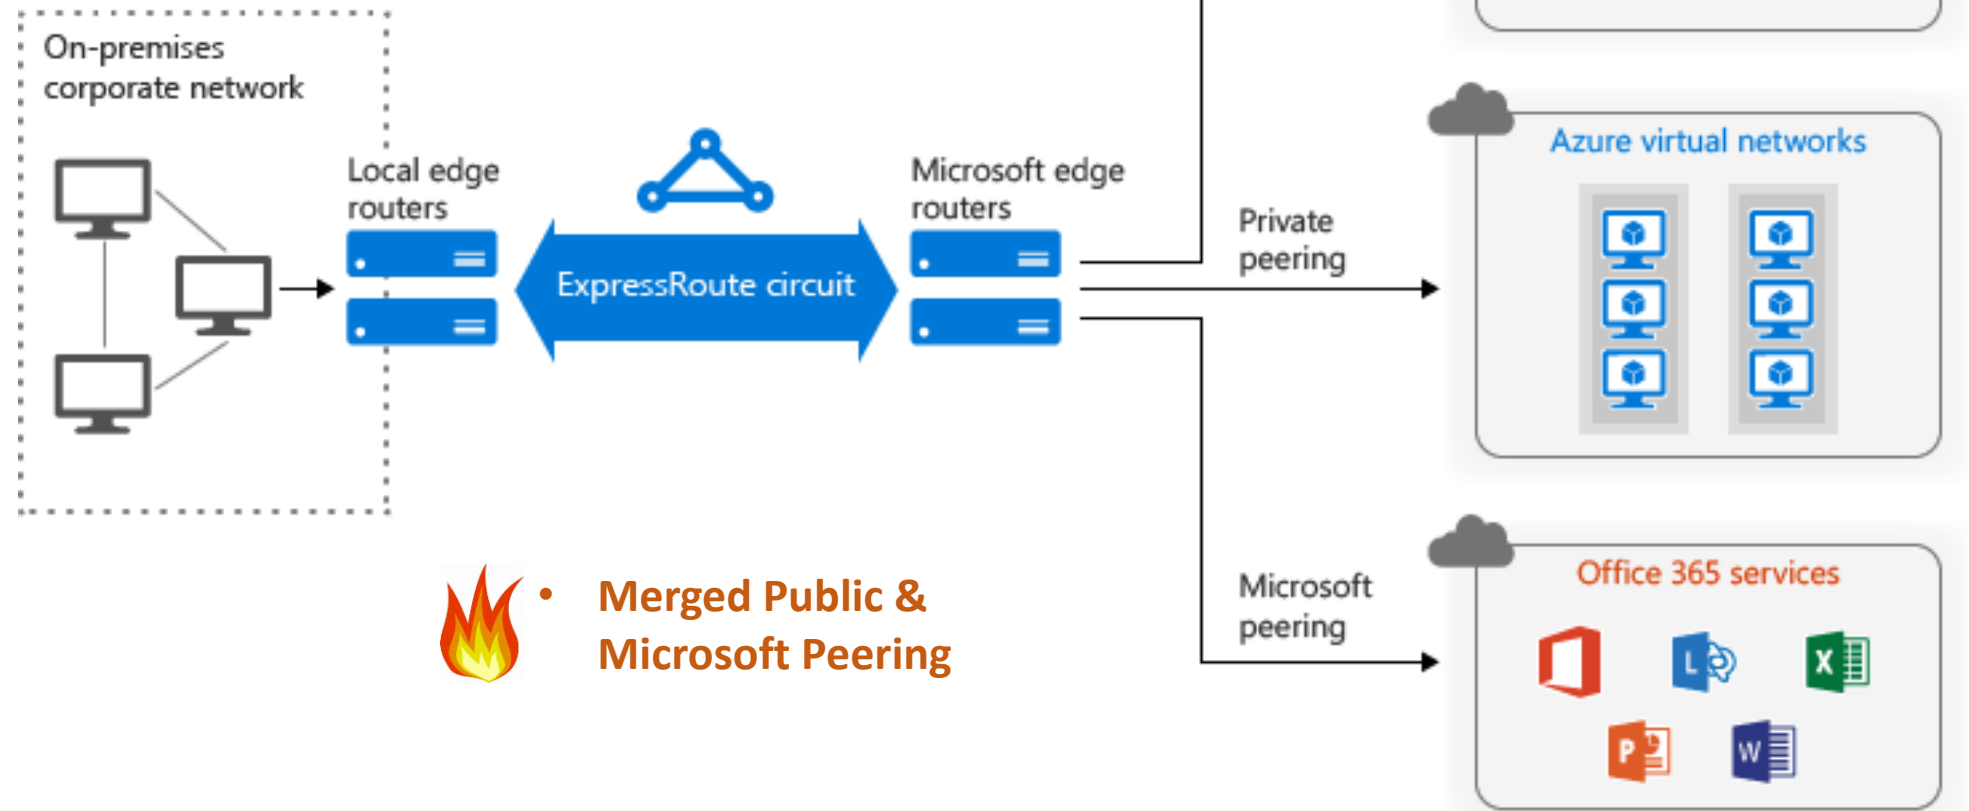 On-premises
corporate network
Local edge
routers
ExpressRoute circuit
Microsoft edge
routers
Private
peering
Azure virtual networks
Microsoft
peering
Office 365 services
L
X
P
W
• Merged Public &
Microsoft Peering